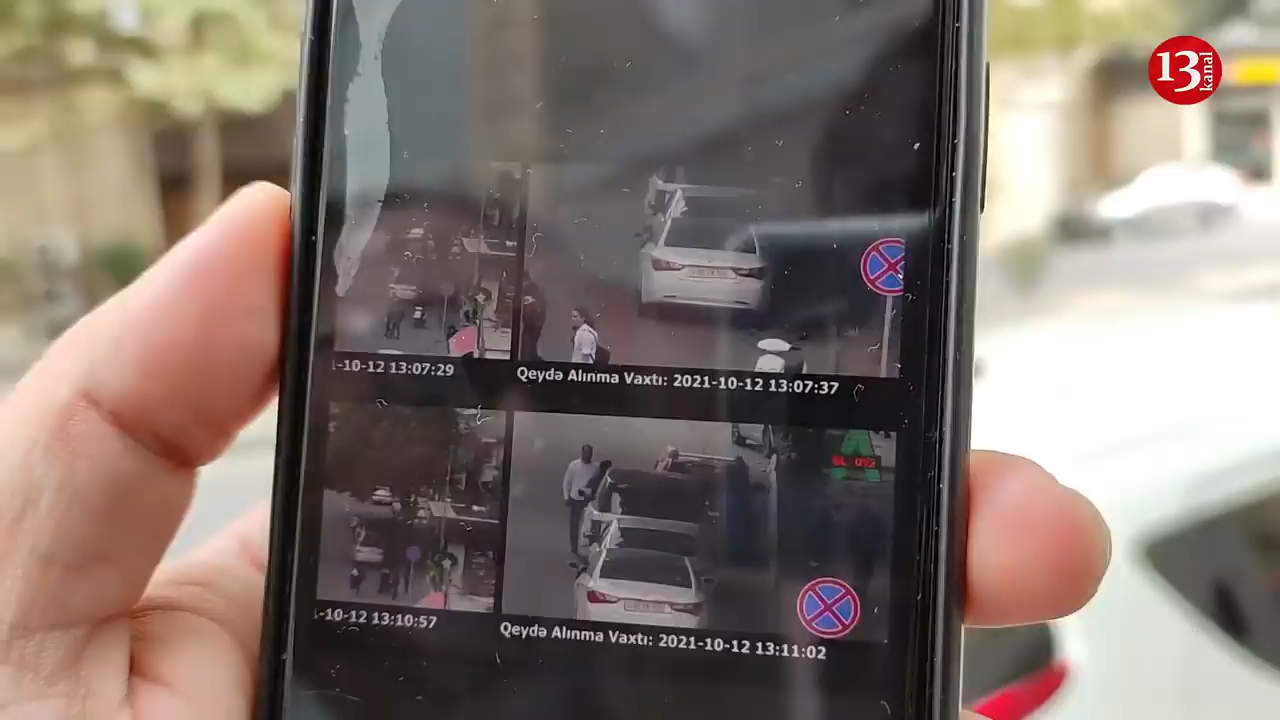 13
kanal
-10-12 13:07:29
Qeydə Alınma Vaxtı: 2021-10-12 13:07:37
-10-12 13:10:57
Qeydə Alınma Vaxtı: 2021-10-12 13:11:02